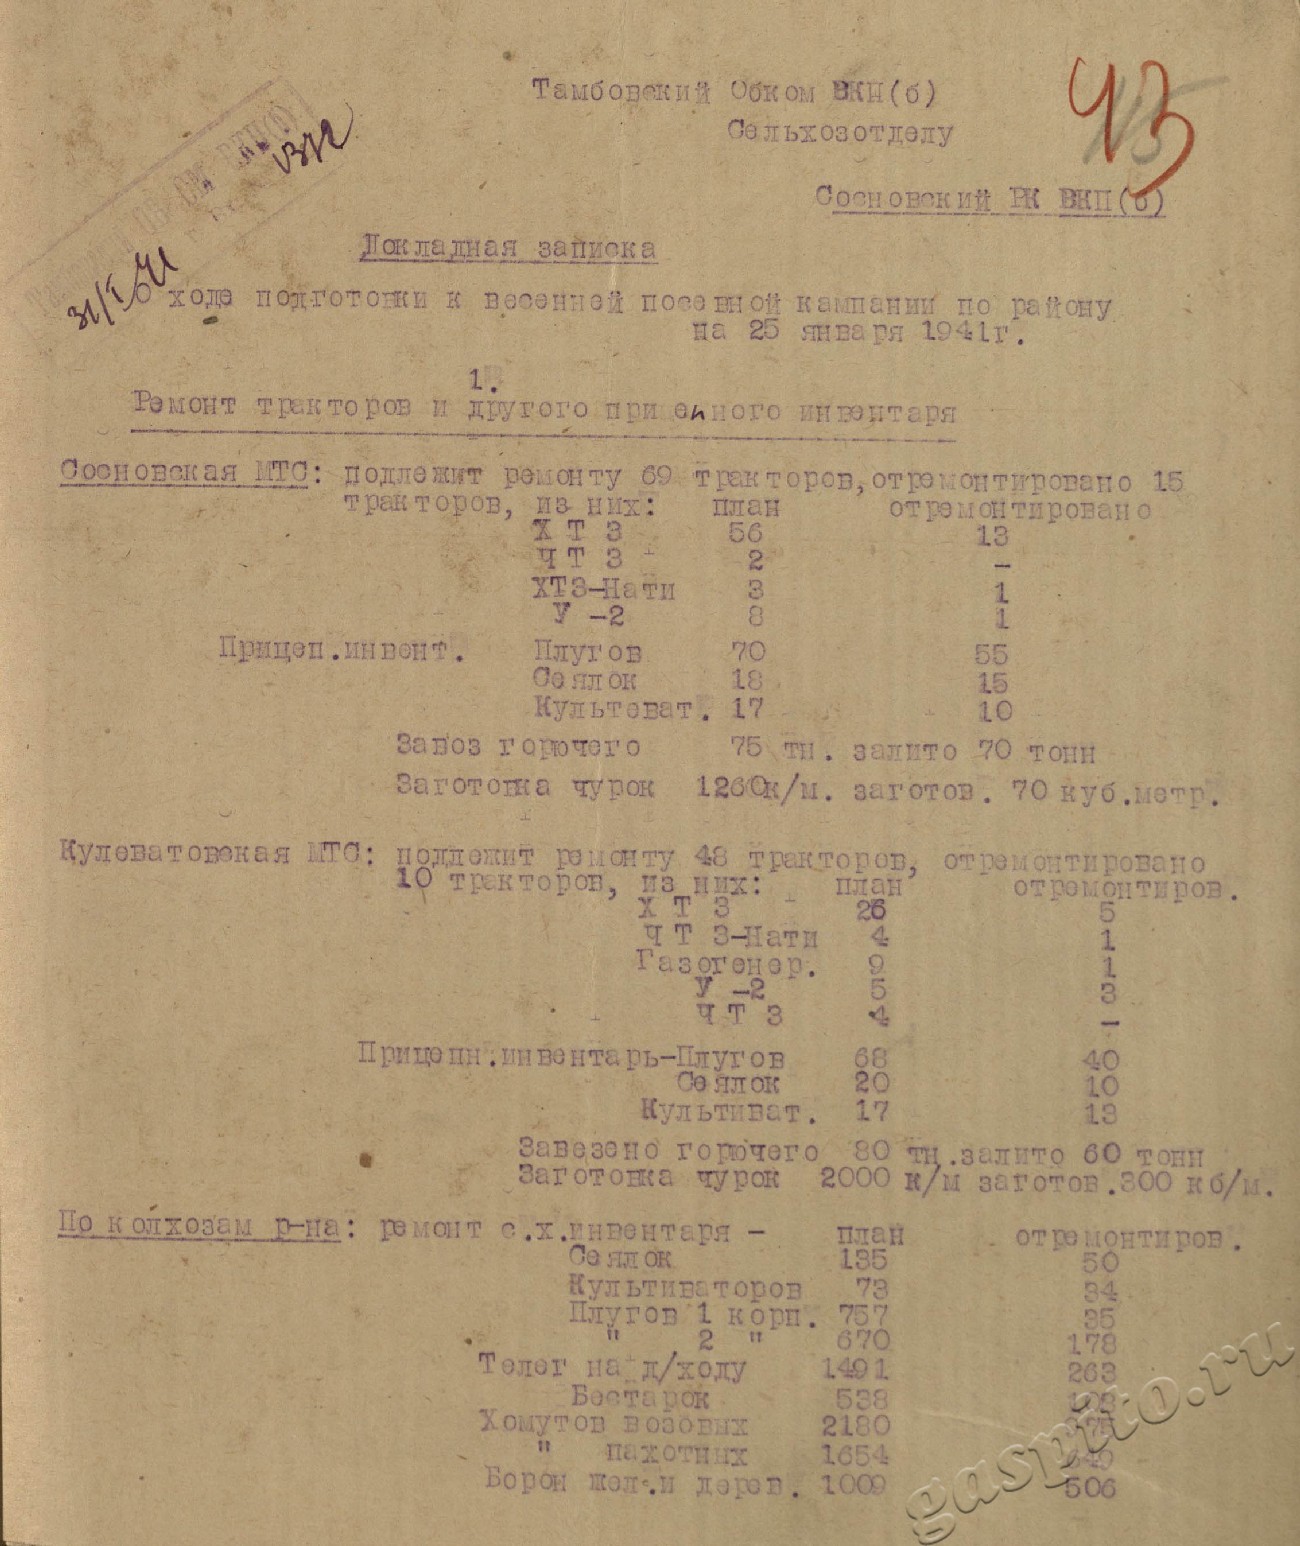 43
Тамбовский Обком ВКП(б)
Сельхозотделу
Сосновский РК ВКП(б)
1372
31/I 41
Докладная записка
О ходе подготовки к весенней посевной кампании по району
на 25 января 1941г.
1.
Ремонт тракторов и другого при епного инвентаря
Сосновская МТС: подлежит ремонту 69 тракторов, отремонтировано 15
тракторов, из них: план отремонтировано
Х Т З 56 13
Ч Т З 2 –
ХТЗ-Нати 3 1
У -2 8 1
Прицеп.инвент. Плугов 70 55
Сеялок 18 15
Культеват. 17 10
Завоз горючего 75 тн. залито 70 тонн
Заготовка чурок 1260к/м. заготов. 70 куб.метр.
Кулеватовская МТС: подлежит ремонту 48 тракторов, отремонтировано
10 тракторов, из них: план отремонтиров.
Х Т З 26 5
Ч Т З-Нати 4 1
Газогенер. 9 1
У -2 5 3
Ч Т З 4 –
Прицепн.инвентарь-Плугов 68 40
Сеялок 20 10
Культиват. 17 13
Завезено горючего 80 тн.залито 60 тонн
Заготовка чурок 2000 к/м заготов.300 кб/м.
По колхозам р-на: ремонт с.х.инвентаря – план отремонтиров.
Сеялок 135 50
Культиваторов 73 34
Плугов 1 корп. 757 35
" 2 " 670 178
Телег на д/ходу 1491 263
Бестарок 538
Хомутов возовых 2180
" пахотных 1654
Борон жел.и дерев. 1009 506
gaspito.ru